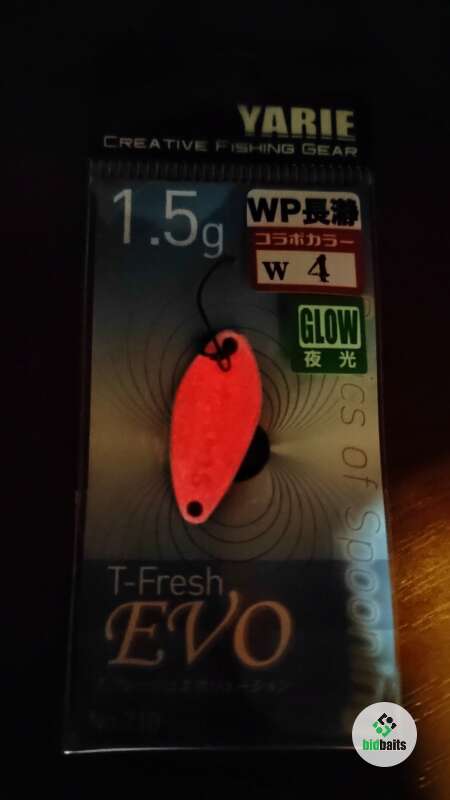 YARIE
CREATIVE FISHING GEAR
1.5g
WP長瀞
コラボカラー
W 4
GLOW
夜光
cs of Spoon
T-Fresh
EVO
bidbaits